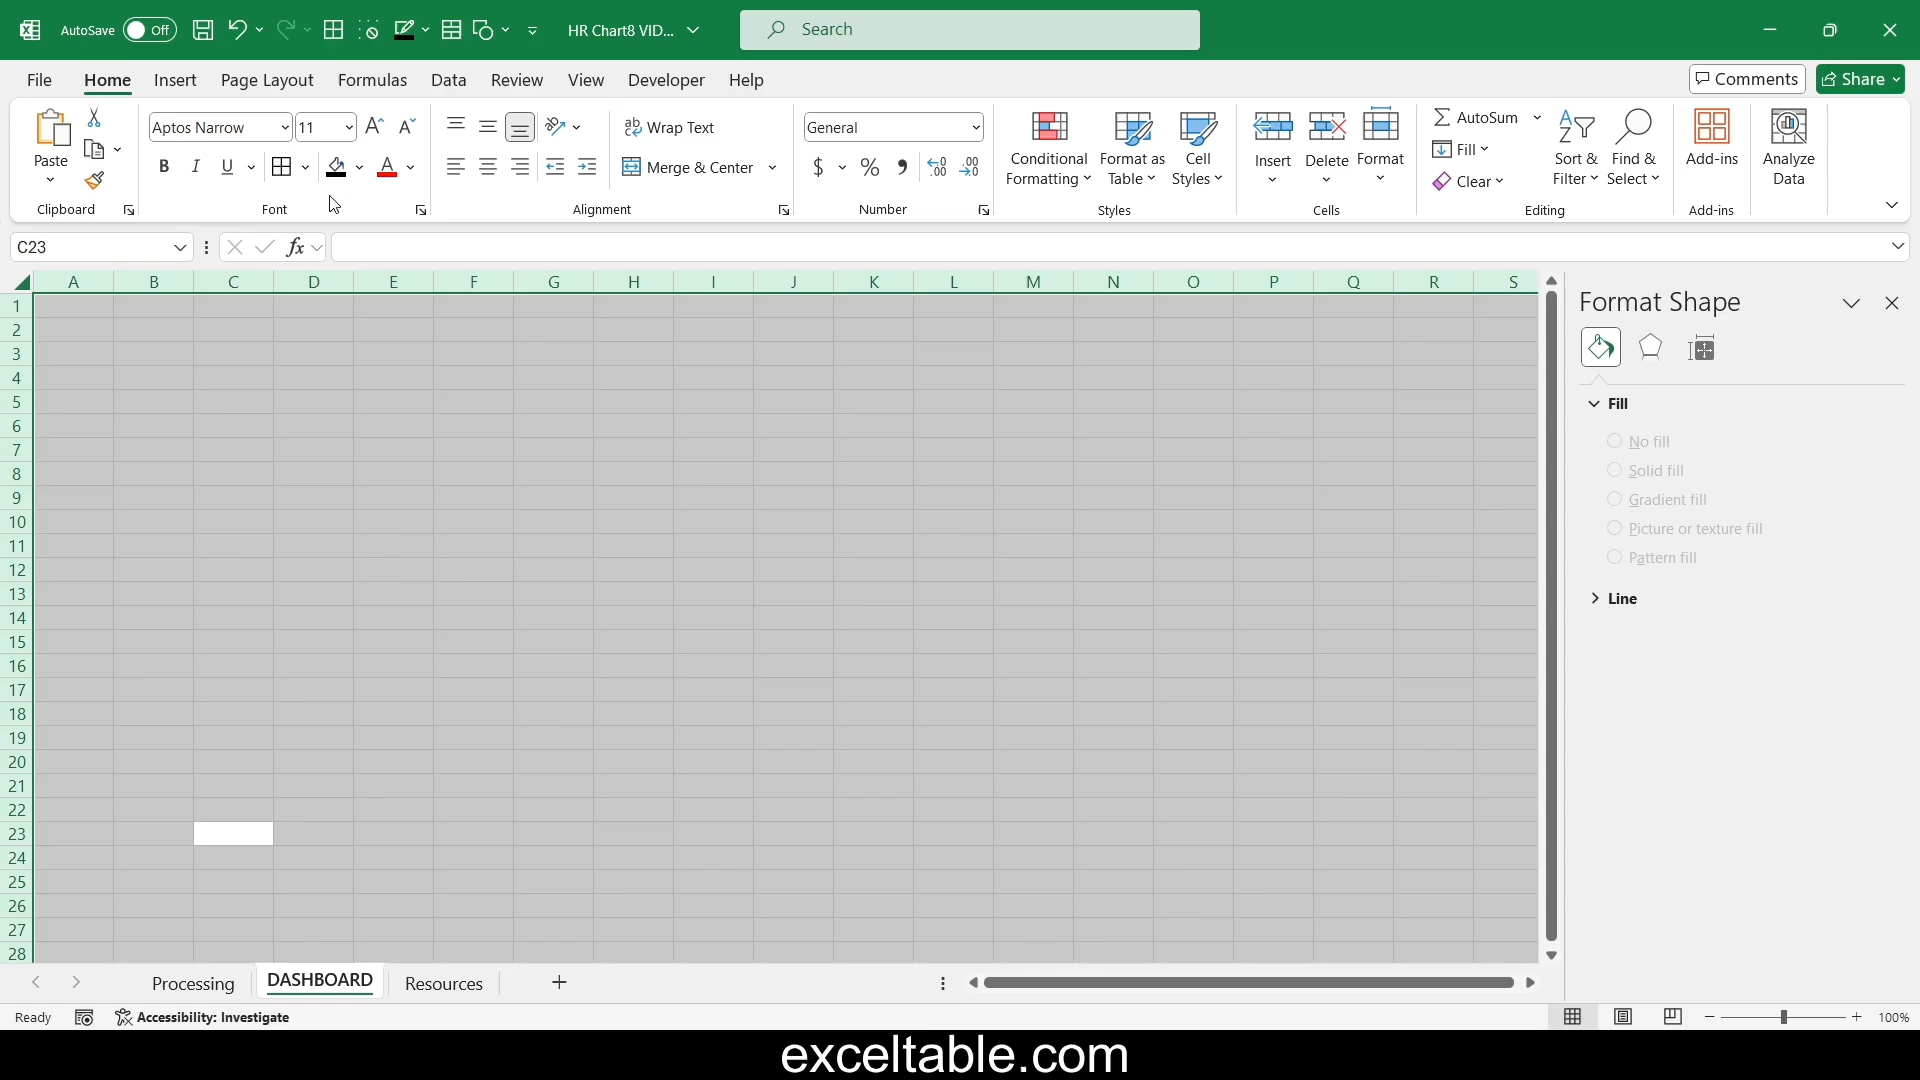 AutoSave Off HR Chart8 VID... Search
File Home Insert Page Layout Formulas Data Review View Developer Help Comments Share
Paste
Clipboard
Aptos Narrow 11
B I U A
Font
Wrap Text
Merge & Center
Alignment
General
$ %
Number
Conditional Formatting
Format as Table
Cell Styles
Styles
Insert Delete Format
Cells
AutoSum
Fill
Clear
Sort & Filter
Find & Select
Editing
Add-ins
Add-ins
Analyze Data
C23 fx
A B C D E F G H I J K L M N O P Q R S
1
2
3
4
5
6
7
8
9
10
11
12
13
14
15
16
17
18
19
20
21
22
23
24
25
26
27
28
Format Shape
Fill
No fill
Solid fill
Gradient fill
Picture or texture fill
Pattern fill
Line
Processing DASHBOARD Resources
Ready Accessibility: Investigate 100%
exceltable.com